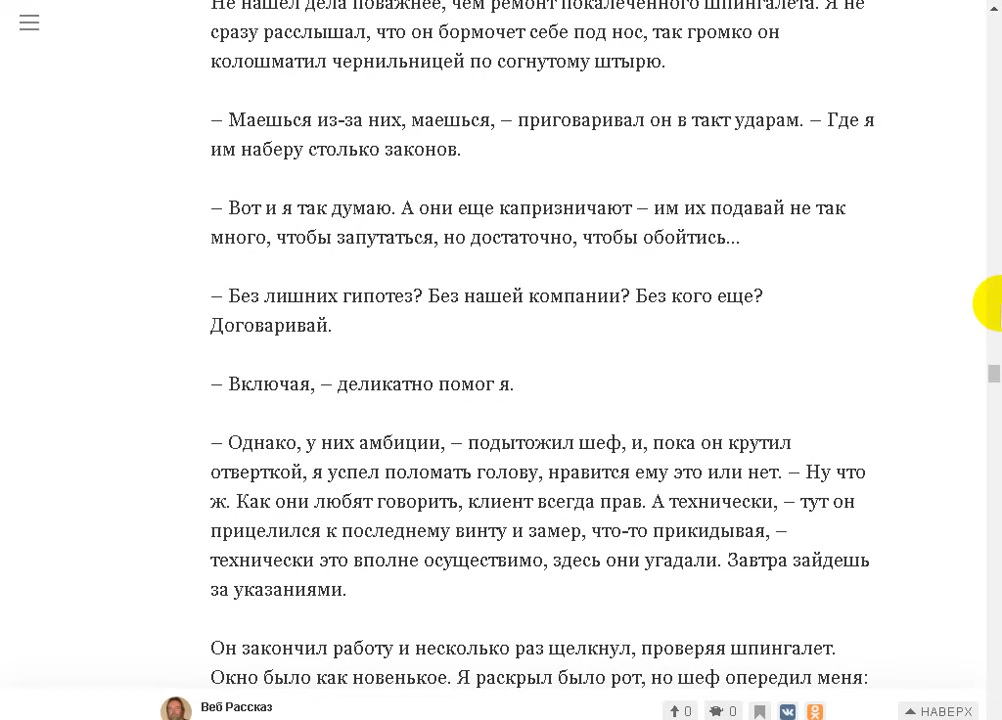 Не нашел дела поважнее, чем ремонт покалеченного шпингалета. Я не
сразу расслышал, что он бормочет себе под нос, так громко он
колошматил чернильницей по согнутому штырю.
– Маешься из-за них, маешься, – приговаривал он в такт ударам. – Где я
им наберу столько законов.
– Вот и я так думаю. А они еще капризничают – им их подавай не так
много, чтобы запутаться, но достаточно, чтобы обойтись...
– Без лишних гипотез? Без нашей компании? Без кого еще?
Договаривай.
– Включая, – деликатно помог я.
– Однако, у них амбиции, – подытожил шеф, и, пока он крутил
отверткой, я успел поломать голову, нравится ему это или нет. – Ну что
ж. Как они любят говорить, клиент всегда прав. А технически, – тут он
прицелился к последнему винту и замер, что-то прикидывая, –
технически это вполне осуществимо, здесь они угадали. Завтра зайдешь
за указаниями.
Он закончил работу и несколько раз щелкнул, проверяя шпингалет.
Окно было как новенькое. Я раскрыл было рот, но шеф опередил меня:
Веб Рассказ
0
0
НАВЕРХ